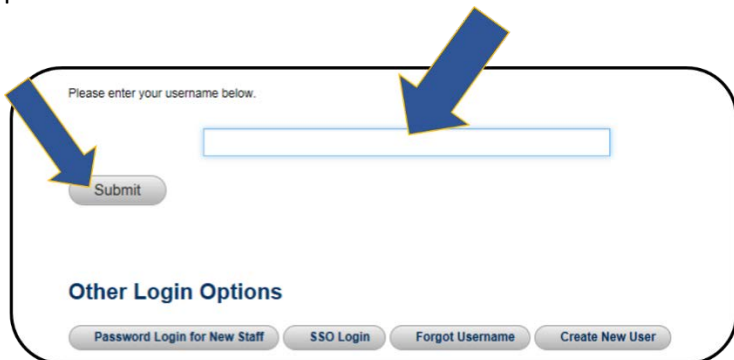 Please enter your username below.
Submit
Other Login Options
Password Login for New Staff SSO Login Forgot Username Create New User